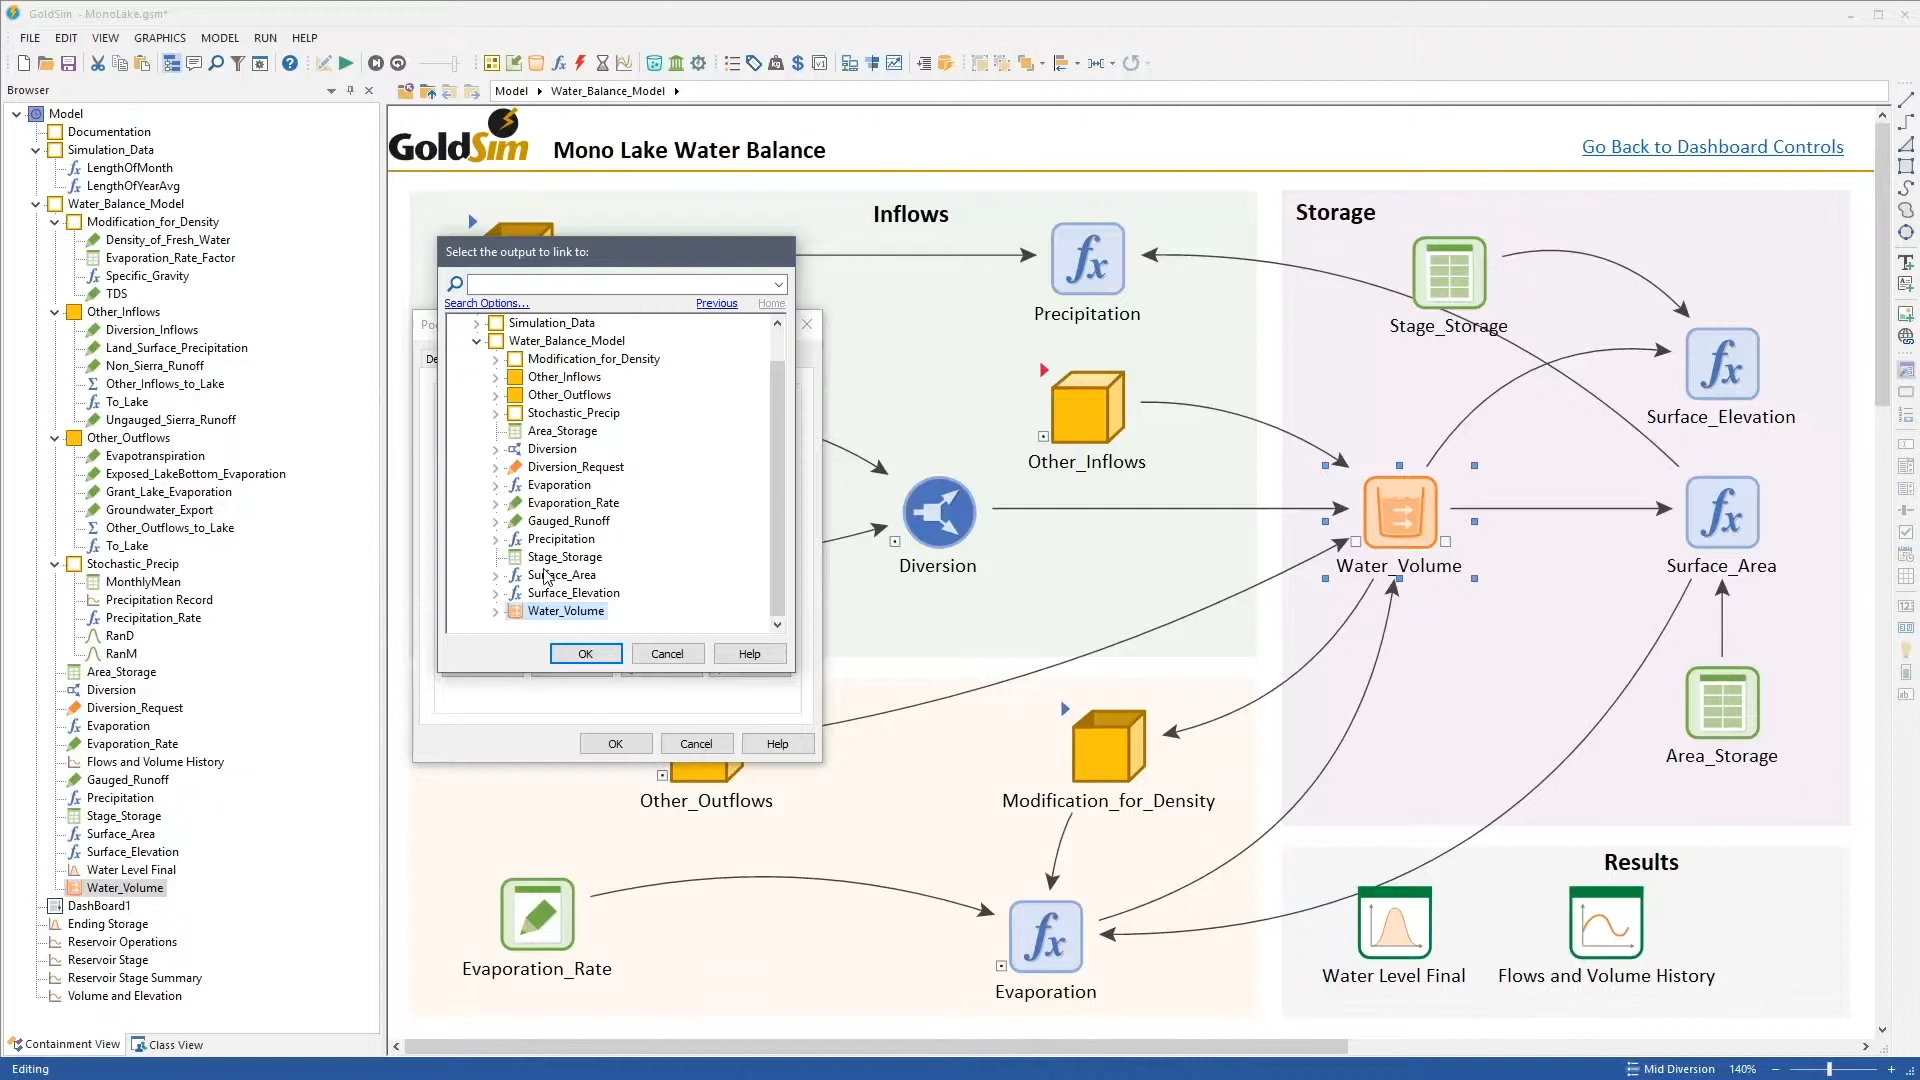 GoldSim - MonoLake.gsm*
FILE EDIT VIEW GRAPHICS MODEL RUN HELP
Browser
Model Water_Balance_Model
Model
Documentation
Simulation_Data
LengthOfMonth
LengthOfYearAvg
Water_Balance_Model
Modification_for_Density
Density_of_Fresh_Water
Evaporation_Rate_Factor
Specific_Gravity
TDS
Other_Inflows
Diversion_Inflows
Land_Surface_Precipitation
Non_Sierra_Runoff
Other_Inflows_to_Lake
To_Lake
Ungauged_Sierra_Runoff
Other_Outflows
Evapotranspiration
Exposed_LakeBottom_Evaporation
Grant_Lake_Evaporation
Groundwater_Export
Other_Outflows_to_Lake
To_Lake
Stochastic_Precip
MonthlyMean
Precipitation Record
Precipitation_Rate
RanD
RanM
Area_Storage
Diversion
Diversion_Request
Evaporation
Evaporation_Rate
Flows and Volume History
Gauged_Runoff
Precipitation
Stage_Storage
Surface_Area
Surface_Elevation
Water Level Final
Water_Volume
DashBoard1
Ending Storage
Reservoir Operations
Reservoir Stage
Reservoir Stage Summary
Volume and Elevation
Containment View Class View
GoldSim
Mono Lake Water Balance
Go Back to Dashboard Controls
Inflows
Storage
Precipitation
Stage_Storage
Surface_Elevation
Other_Inflows
Diversion
Water_Volume
Surface_Area
Area_Storage
Other_Outflows
Modification_for_Density
Evaporation_Rate
Evaporation
Results
Water Level Final
Flows and Volume History
Select the output to link to:
Search Options...
Previous
Home
Simulation_Data
Water_Balance_Model
Modification_for_Density
Other_Inflows
Other_Outflows
Stochastic_Precip
Area_Storage
Diversion
Diversion_Request
Evaporation
Evaporation_Rate
Gauged_Runoff
Precipitation
Stage_Storage
Surface_Area
Surface_Elevation
Water_Volume
OK Cancel Help
OK Cancel Help
Editing
Mid Diversion 140%